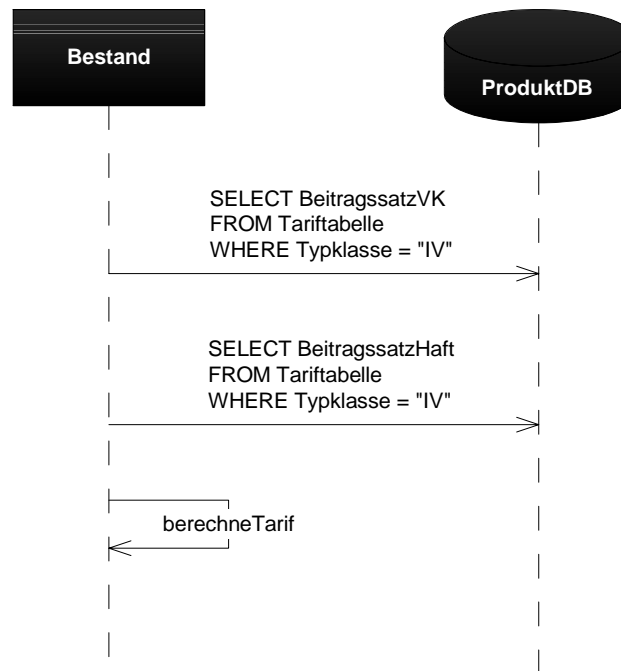 Bestand
ProduktDB
SELECT BeitragssatzVK
FROM Tariftabelle
WHERE Typklasse = "IV"
SELECT BeitragssatzHaft
FROM Tariftabelle
WHERE Typklasse = "IV"
berechneTarif